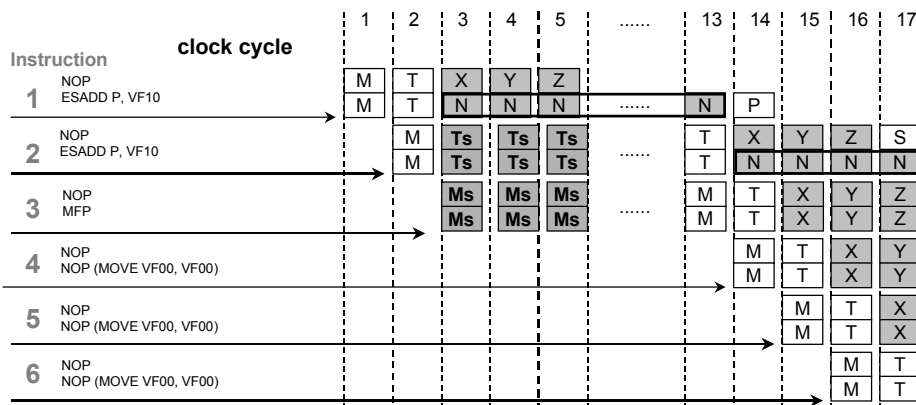 1 2 3 4 5 ...... 13 14 15 16 17
clock cycle
Instruction
1
NOP
ESADD P, VF10
M T X Y Z
M T N N N ...... N P
2
NOP
ESADD P, VF10
M Ts Ts Ts ...... T X Y Z S
M Ts Ts Ts T N N N N
3
NOP
MFP
Ms Ms Ms ...... M T X Y Z
Ms Ms Ms M T X Y Z
4
NOP
NOP (MOVE VF00, VF00)
M T X Y
M T X Y
5
NOP
NOP (MOVE VF00, VF00)
M T X
M T X
6
NOP
NOP (MOVE VF00, VF00)
M T
M T